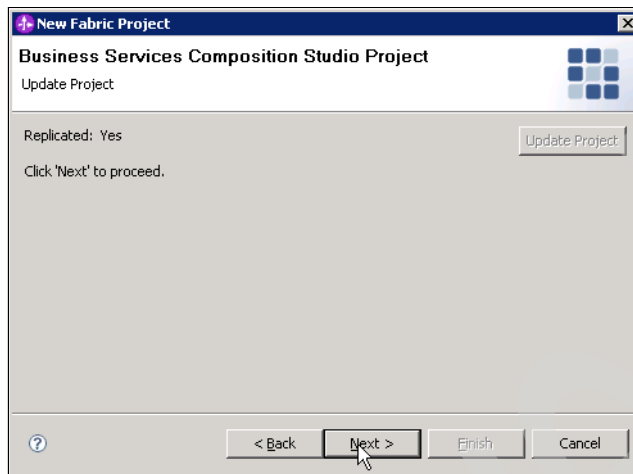 New Fabric Project
Business Services Composition Studio Project
Update Project
Replicated: Yes
Update Project
Click 'Next' to proceed.
< Back
Next >
Finish
Cancel